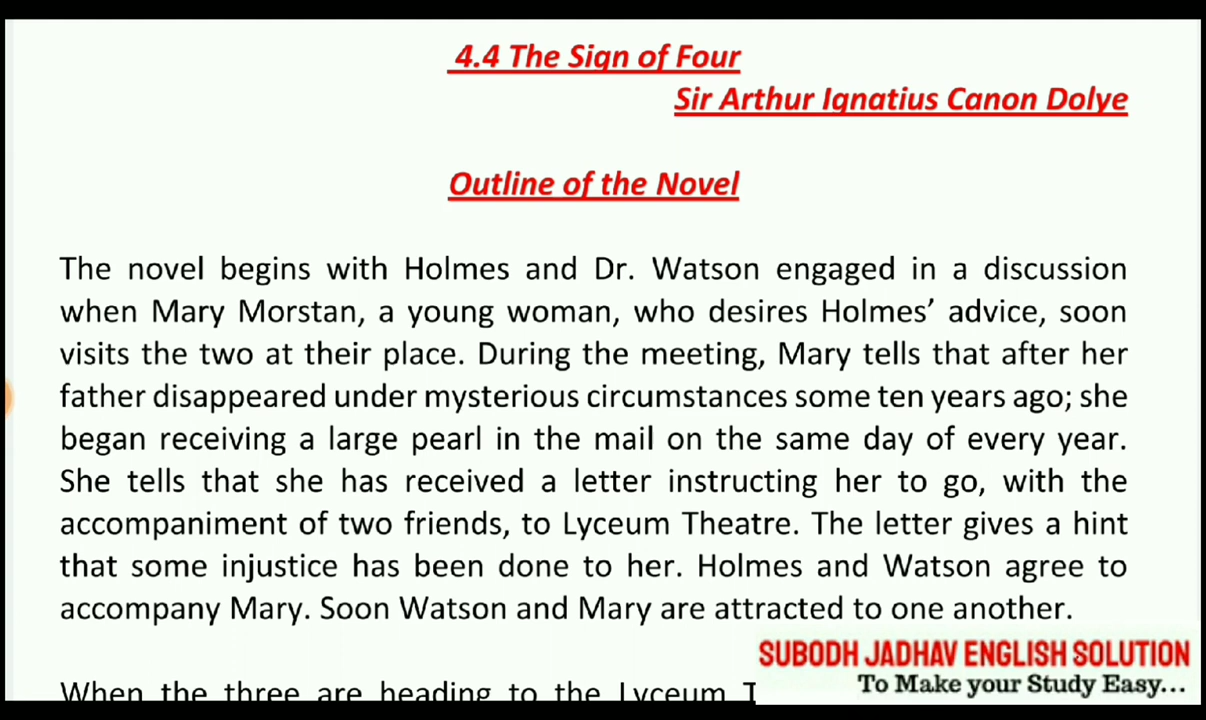 4.4 The Sign of Four
Sir Arthur Ignatius Canon Dolye
Outline of the Novel
The novel begins with Holmes and Dr. Watson engaged in a discussion
when Mary Morstan, a young woman, who desires Holmes’ advice, soon
visits the two at their place. During the meeting, Mary tells that after her
father disappeared under mysterious circumstances some ten years ago; she
began receiving a large pearl in the mail on the same day of every year.
She tells that she has received a letter instructing her to go, with the
accompaniment of two friends, to Lyceum Theatre. The letter gives a hint
that some injustice has been done to her. Holmes and Watson agree to
accompany Mary. Soon Watson and Mary are attracted to one another.
SUBODH JADHAV ENGLISH SOLUTION
To Make your Study Easy...
When the three are heading to the Lyceum